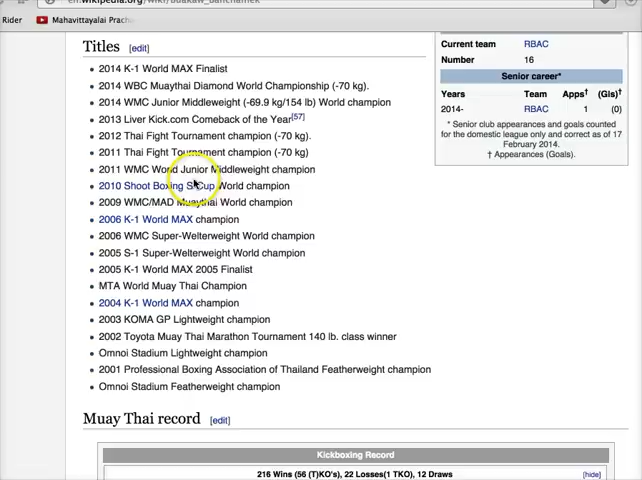 en.wikipedia.org/wiki/Buakaw_Banchamek
Rider Mahavittayalai Pracha
Titles [edit]
2014 K-1 World MAX Finalist
2014 WBC Muaythai Diamond World Championship (-70 kg).
2014 WMC Junior Middleweight (-69.9 kg/154 lb) World champion
2013 Liver Kick.com Comeback of the Year[57]
2012 Thai Fight Tournament champion (-70 kg).
2011 Thai Fight Tournament champion (-70 kg)
2011 WMC World Junior Middleweight champion
2010 Shoot Boxing S-Cup World champion
2009 WMC/MAD Muaythai World champion
2006 K-1 World MAX champion
2006 WMC Super-Welterweight World champion
2005 S-1 Super-Welterweight World champion
2005 K-1 World MAX 2005 Finalist
MTA World Muay Thai Champion
2004 K-1 World MAX champion
2003 KOMA GP Lightweight champion
2002 Toyota Muay Thai Marathon Tournament 140 lb. class winner
Omnoi Stadium Lightweight champion
2001 Professional Boxing Association of Thailand Featherweight champion
Omnoi Stadium Featherweight champion
Current team RBAC
Number 16
Senior career*
Years Team Apps† (Gls)†
2014- RBAC 1 (0)
* Senior club appearances and goals counted
for the domestic league only and correct as of 17
February 2014.
† Appearances (Goals).
Muay Thai record [edit]
Kickboxing Record
216 Wins (56 (T)KO's), 22 Losses(1 TKO), 12 Draws [hide]